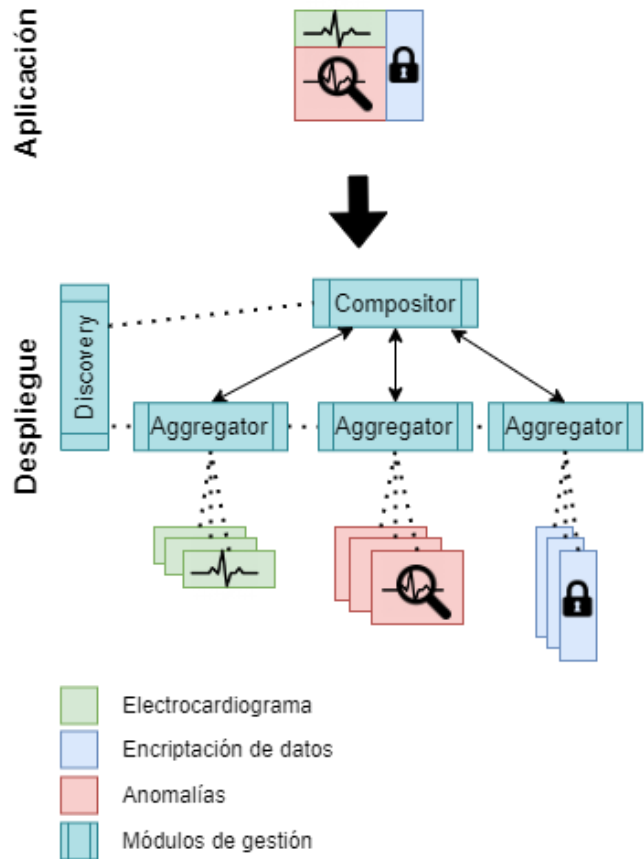 Aplicación
Despliegue
Discovery
Compositor
Aggregator
Aggregator
Aggregator
Electrocardiograma
Encriptación de datos
Anomalías
Módulos de gestión